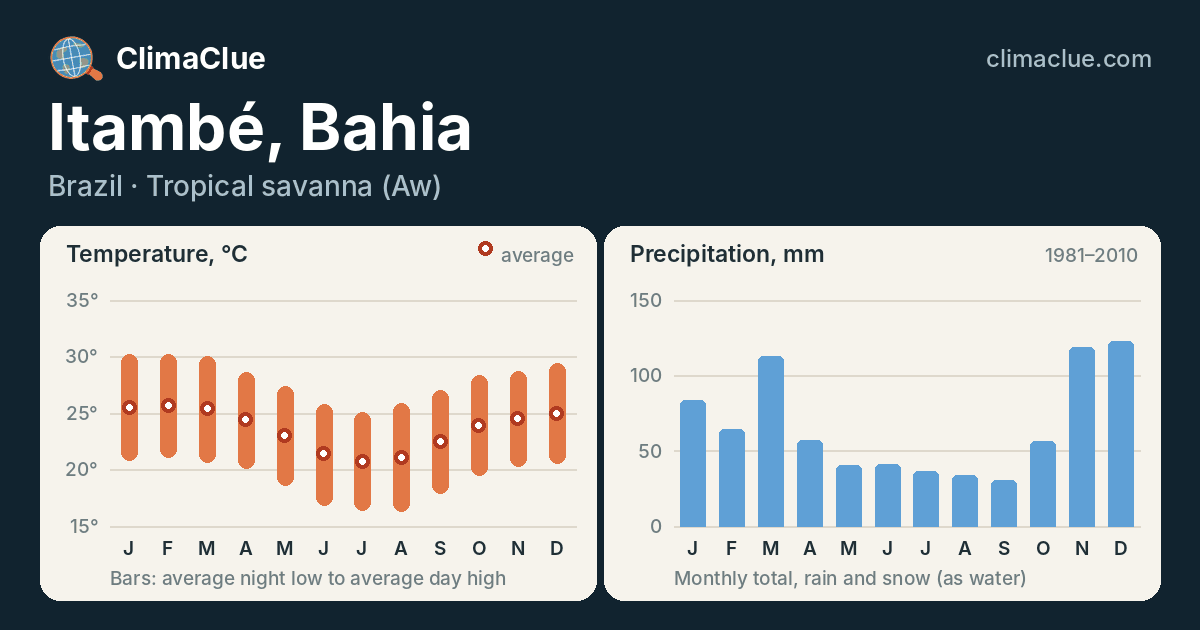 ClimaClue
climaclue.com
Itambé, Bahia
Brazil · Tropical savanna (Aw)
Temperature, °C
average
35°
30°
25°
20°
15°
J F M A M J J A S O N D
Bars: average night low to average day high
Precipitation, mm
1981–2010
150
100
50
0
J F M A M J J A S O N D
Monthly total, rain and snow (as water)